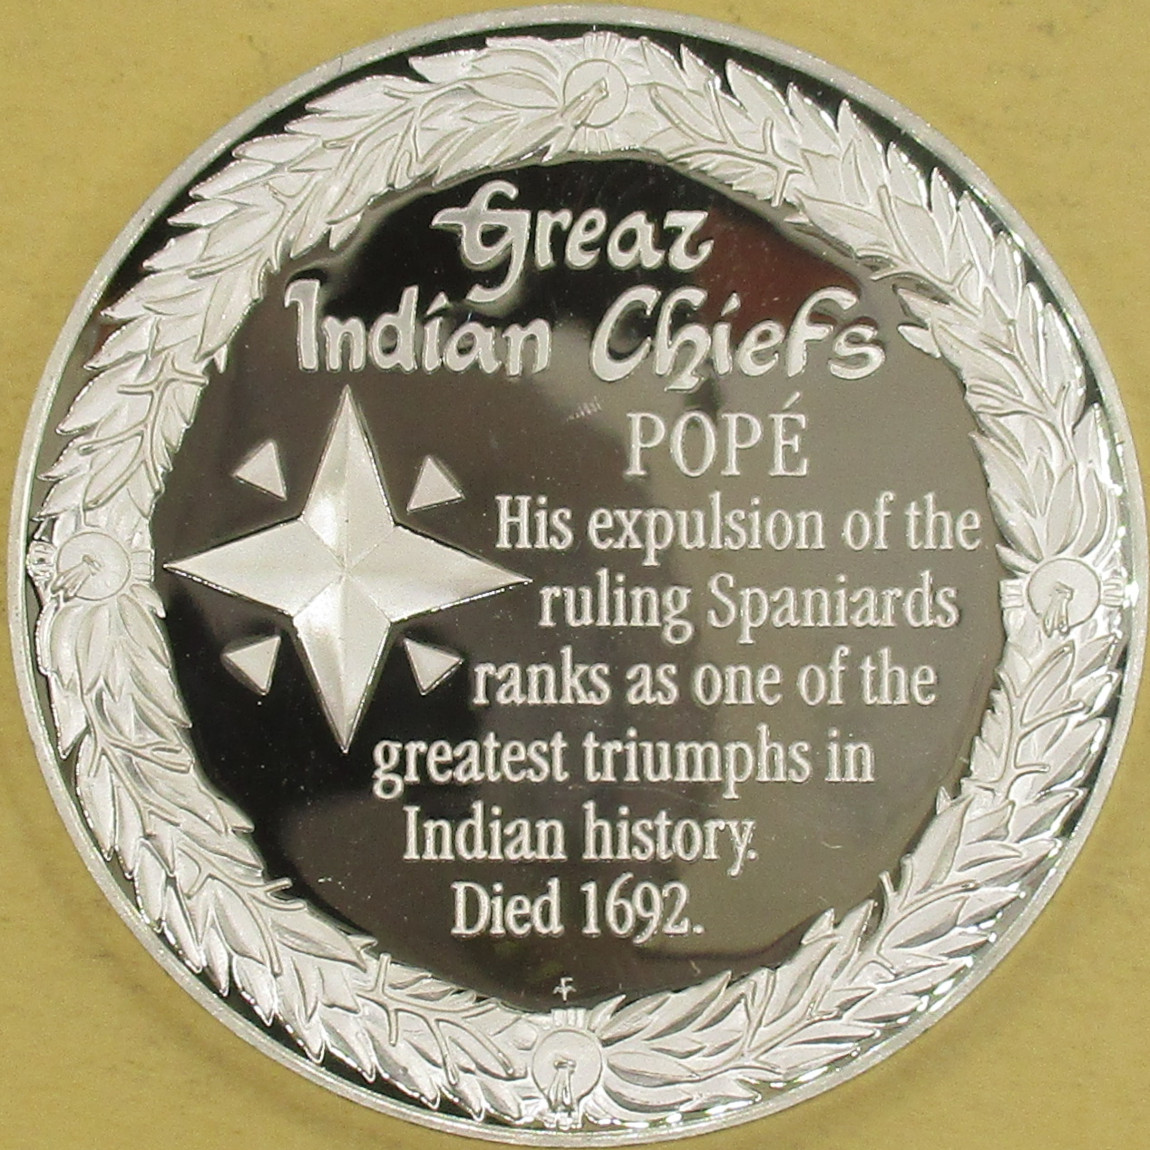 Great
Indian Chiefs
POPÉ
His expulsion of the
ruling Spaniards
ranks as one of the
greatest triumphs in
Indian history.
Died 1692.